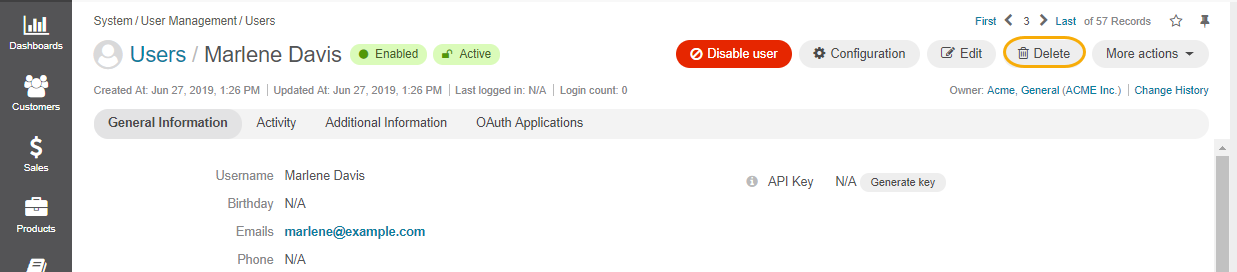 System / User Management / Users
First 3 Last of 57 Records
Users / Marlene Davis Enabled Active
Disable user Configuration Edit Delete More actions
Created At: Jun 27, 2019, 1:26 PM Updated At: Jun 27, 2019, 1:26 PM Last logged in: N/A Login count: 0
Owner: Acme, General (ACME Inc.) Change History
General Information Activity Additional Information OAuth Applications
Username Marlene Davis
Birthday N/A
Emails marlene@example.com
Phone N/A
API Key N/A Generate key
Dashboards
Customers
Sales
Products